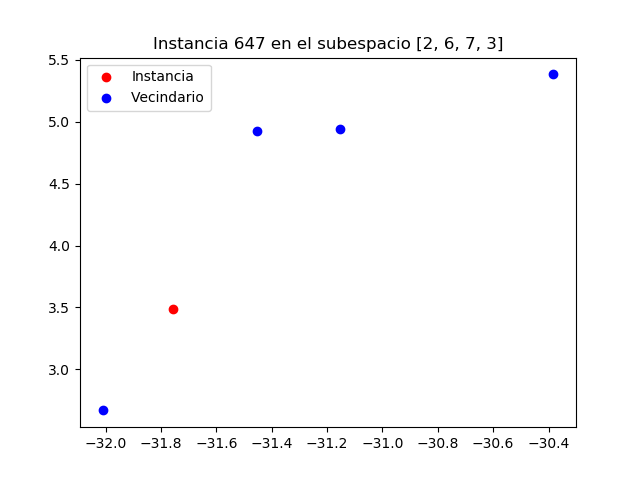 Instancia 647 en el subespacio [2, 6, 7, 3]
Instancia
Vecindario
5.5
5.0
4.5
4.0
3.5
3.0
−32.0 −31.8 −31.6 −31.4 −31.2 −31.0 −30.8 −30.6 −30.4